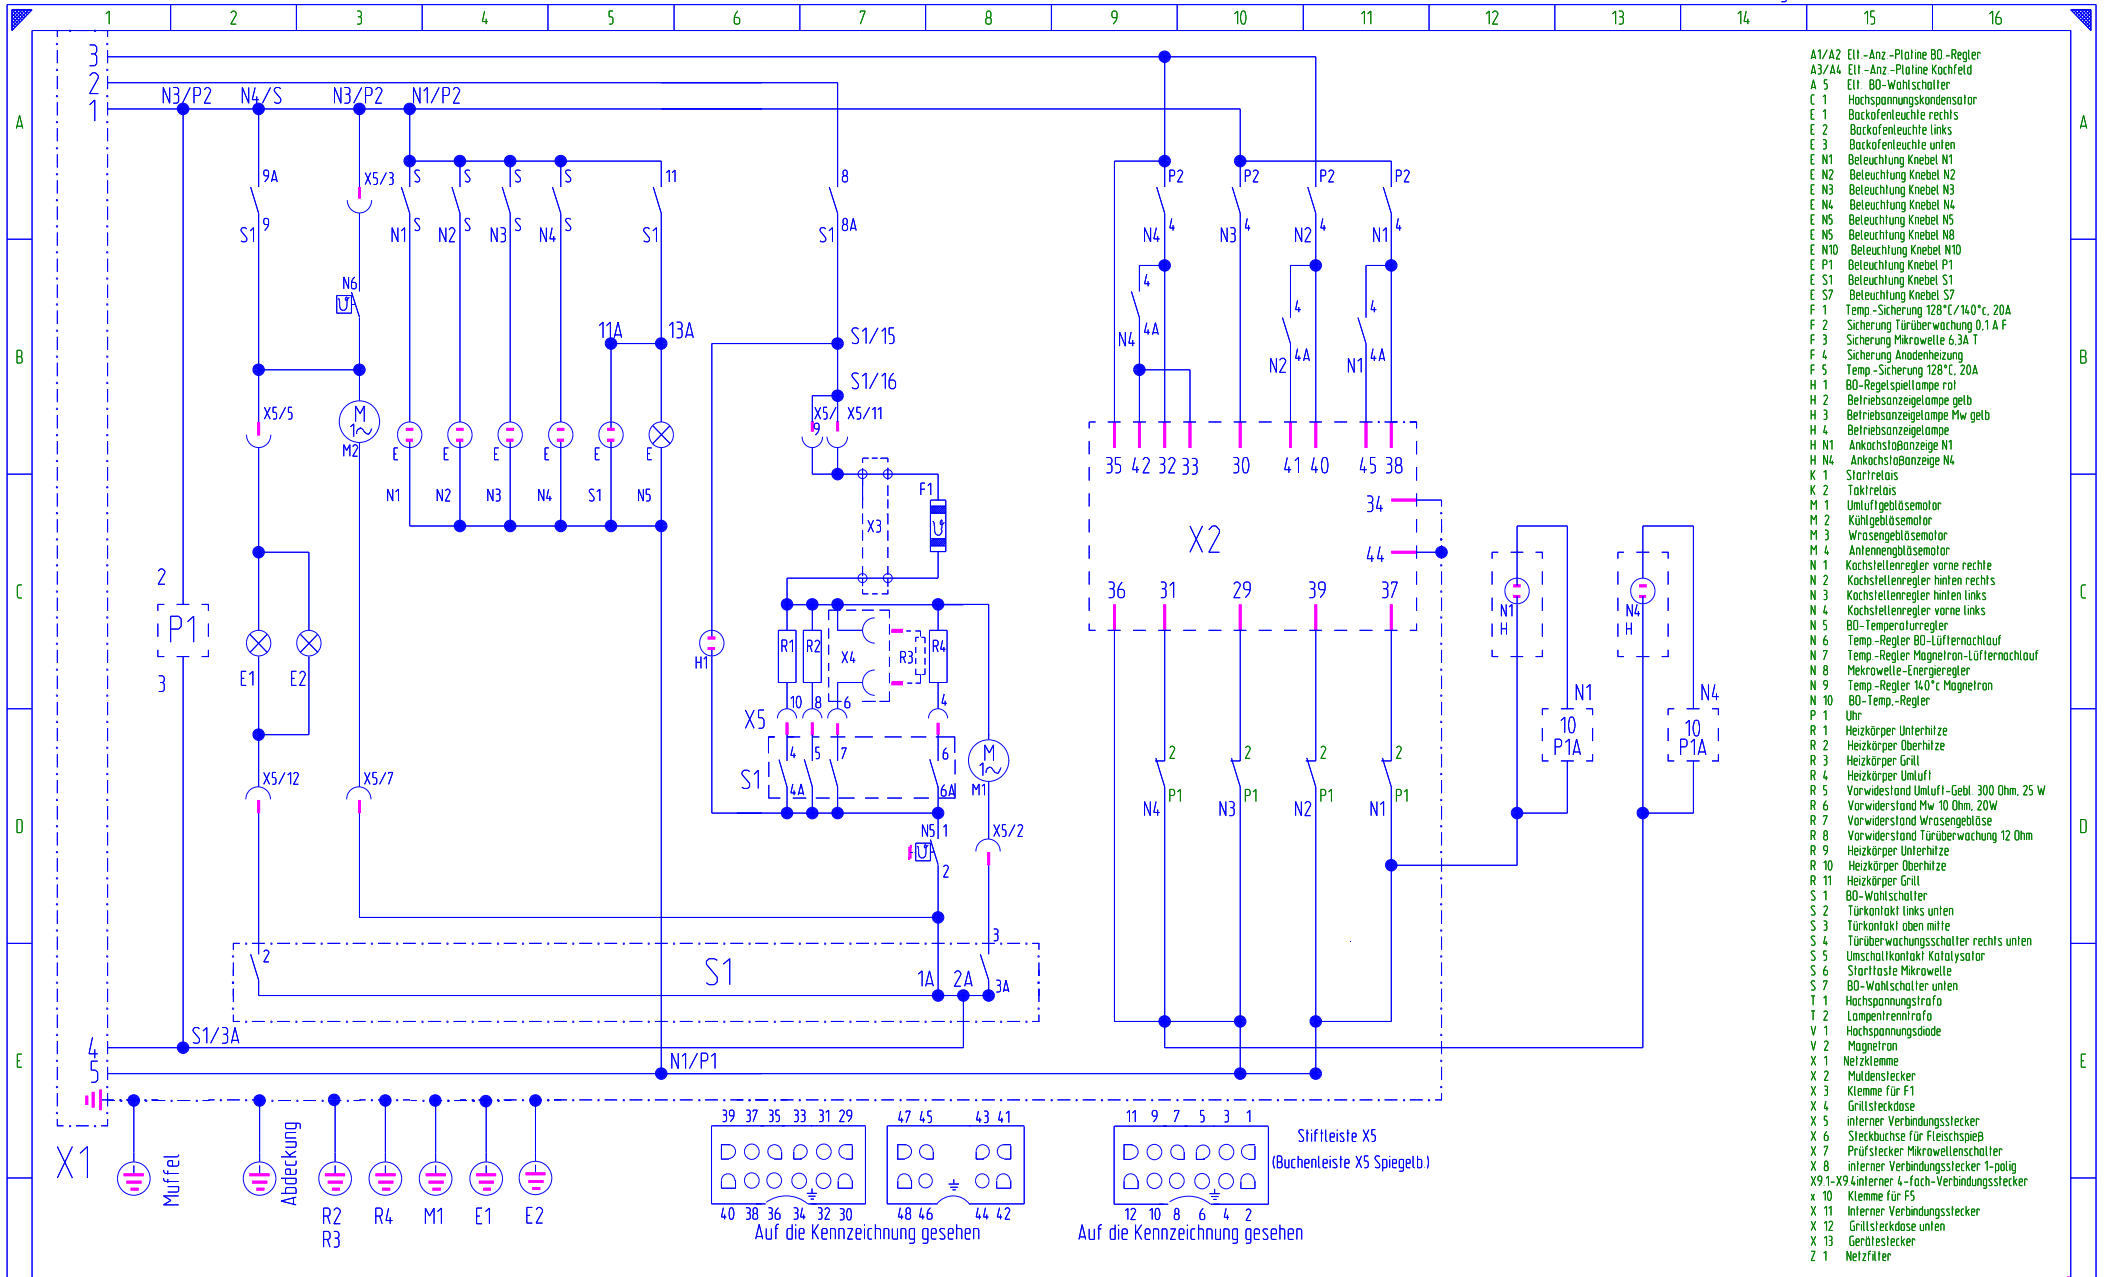 1 2 3 4 5 6 7 8 9 10 11 12 13 14 15 16
3
2
1
N3/P2 N4/S N3/P2 N1/P2
A A
9A X5/3 S S S S 11 8 P2 P2 P2 P2
S1 9 N1 S N2 S N3 S N4 S S1 S1 8A N4 4 N3 4 N2 4 N1 4
N6
4 4 4
N4 4A N2 4A N1 4A
11A 13A S1/15
B B
S1/16
X5/5 M 1~ M2 X5/9 X5/11
E E E E E E
N1 N2 N3 N4 S1 N5
35 42 32 33 30 41 40 45 38
34
X2
44
36 31 29 39 37
F1
X3
C C
2
P1
3
E1 E2
H1 R1 R2 X4 R3 R4
N1 H N4 H
X5 10 8 6 4
N1 N4
10 P1A 10 P1A
S1 4 5 7 6
4A 6A
M 1~ M1
2 2 2 2
N4 P1 N3 P1 N2 P1 N1 P1
X5/12 X5/7
D D
N5 1 X5/2
2
3
2 S1 1A 2A 3A
S1/3A
4
E E
5
N1/P1
X1
Muffel
Abdeckung
R2 R4 M1 E1 E2
R3
39 37 35 33 31 29
40 38 36 34 32 30
47 45 43 41
48 46 44 42
Auf die Kennzeichnung gesehen
11 9 7 5 3 1
12 10 8 6 4 2
Auf die Kennzeichnung gesehen
Stiftleiste X5
(Buchenleiste X5 Spiegelb.)
A1/A2 Elt.-Anz.-Platine BO.-Regler
A3/A4 Elt.-Anz.-Platine Kochfeld
A 5 Elt. BO-Wahlschalter
C 1 Hochspannungskondensator
E 1 Backofenleuchte rechts
E 2 Backofenleuchte links
E 3 Backofenleuchte unten
E N1 Beleuchtung Knebel N1
E N2 Beleuchtung Knebel N2
E N3 Beleuchtung Knebel N3
E N4 Beleuchtung Knebel N4
E N5 Beleuchtung Knebel N5
E N5 Beleuchtung Knebel N8
E N10 Beleuchtung Knebel N10
E P1 Beleuchtung Knebel P1
E S1 Beleuchtung Knebel S1
E S7 Beleuchtung Knebel S7
F 1 Temp.-Sicherung 128°C/140°c, 20A
F 2 Sicherung Türüberwachung 0,1 A F
F 3 Sicherung Mikrowelle 6.3A T
F 4 Sicherung Anodenheizung
F 5 Temp.-Sicherung 128°C, 20A
H 1 BO-Regelspiellampe rot
H 2 Betriebsanzeigelampe gelb
H 3 Betriebsanzeigelampe Mw gelb
H 4 Betriebsanzeigelampe
H N1 Ankochstoßanzeige N1
H N4 Ankochstoßanzeige N4
K 1 Startrelais
K 2 Taktrelais
M 1 Umluftgebläsemotor
M 2 Kühlgebläsemotor
M 3 Wrasengebläsemotor
M 4 Antennengbläsemotor
N 1 Kochstellenregler vorne rechte
N 2 Kochstellenregler hinten rechts
N 3 Kochstellenregler hinten links
N 4 Kochstellenregler vorne links
N 5 BO-Temperaturregler
N 6 Temp.-Regler BO-Lüfternachlauf
N 7 Temp.-Regler Magnetron-Lüfternachlauf
N 8 Mekrowelle-Energieregler
N 9 Temp.-Regler 140°c Magnetron
N 10 BO-Temp.-Regler
P 1 Uhr
R 1 Heizkörper Unterhitze
R 2 Heizkörper Oberhitze
R 3 Heizkörper Grill
R 4 Heizkörper Umluft
R 5 Vorwidestand Umluft-Gebl. 300 Ohm, 25 W
R 6 Vorwiderstand Mw 10 Ohm, 20W
R 7 Vorwiderstand Wrasengebläse
R 8 Vorwiderstand Türüberwachung 12 Ohm
R 9 Heizkörper Unterhitze
R 10 Heizkörper Oberhitze
R 11 Heizkörper Grill
S 1 BO-Wahlschalter
S 2 Türkontakt links unten
S 3 Türkontakt oben mitte
S 4 Türüberwachungsschalter rechts unten
S 5 Umschaltkontakt Katalysator
S 6 Starttaste Mikrowelle
S 7 BO-Wahlschalter unten
T 1 Hochspannungstrafo
T 2 Lampentrenntrafo
V 1 Hochspannungsdiode
V 2 Magnetron
X 1 Netzklemme
X 2 Muldenstecker
X 3 Klemme für F1
X 4 Grillsteckdose
X 5 interner Verbindungsstecker
X 6 Steckbuchse für Fleischspieß
X 7 Prüfstecker Mikrowellenschalter
X 8 interner Verbindungsstecker 1-polig
X9.1-X9.4interner 4-fach-Verbindungsstecker
x 10 Klemme für F5
X 11 Interner Verbindungsstecker
X 12 Grillsteckdose unten
X 13 Gerätestecker
Z 1 Netzfilter